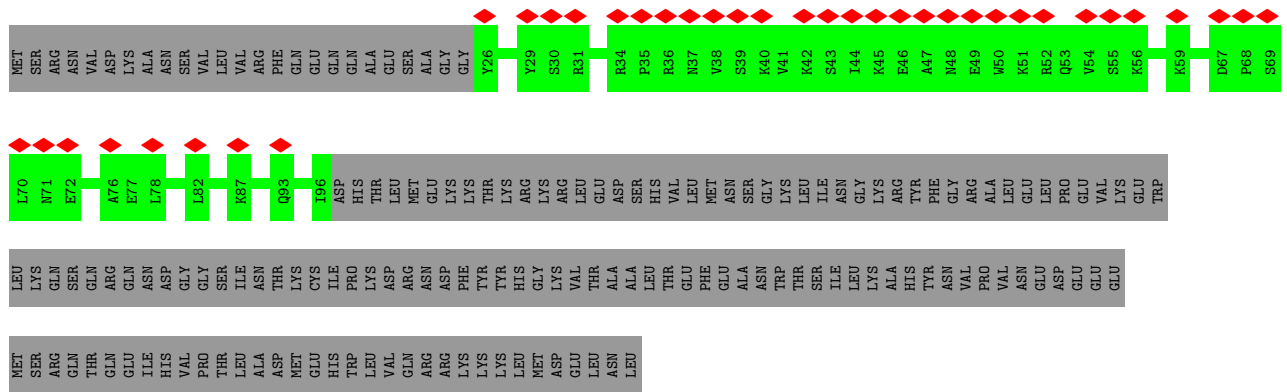 MET SER ARG ASN VAL ASP LYS ALA ASN SER VAL LEU VAL ARG PHE GLN GLU GLN GLN ALA GLU SER ALA GLY GLY Y26 Y29 S30 R31 R34 P35 R36 N37 V38 S39 K40 V41 K42 S43 I44 K45 E46 A47 N48 E49 W50 K51 R52 Q53 V54 S55 K56 K59 D67 P68 S69
L70 N71 E72 A76 E77 L78 L82 K87 Q93 I96 ASP HIS THR LEU MET GLU LYS LYS THR LYS ARG LYS ARG LEU GLU ASP SER HIS VAL LEU MET ASN SER GLY LYS LEU ILE ASN GLY LYS ARG TYR PHE GLY ARG ALA LEU GLU LEU PRO GLU VAL LYS GLU TRP
LEU LYS GLN SER GLN ARG GLN ASN ASP GLY GLY SER ILE ASN THR LYS CYS ILE PRO LYS ASP ARG ASN ASP PHE TYR TYR HIS GLY LYS VAL THR ALA ALA LEU THR GLU PHE GLU ALA ASN TRP THR SER ILE LEU LYS ALA HIS TYR ASN VAL PRO VAL ASN GLU ASP GLU GLU GLU
MET SER ARG GLN THR GLN GLU ILE HIS VAL PRO THR LEU ALA ASP MET GLU HIS TRP LEU VAL GLN ARG ARG LYS LYS LYS LEU MET ASP GLU LEU ASN LEU